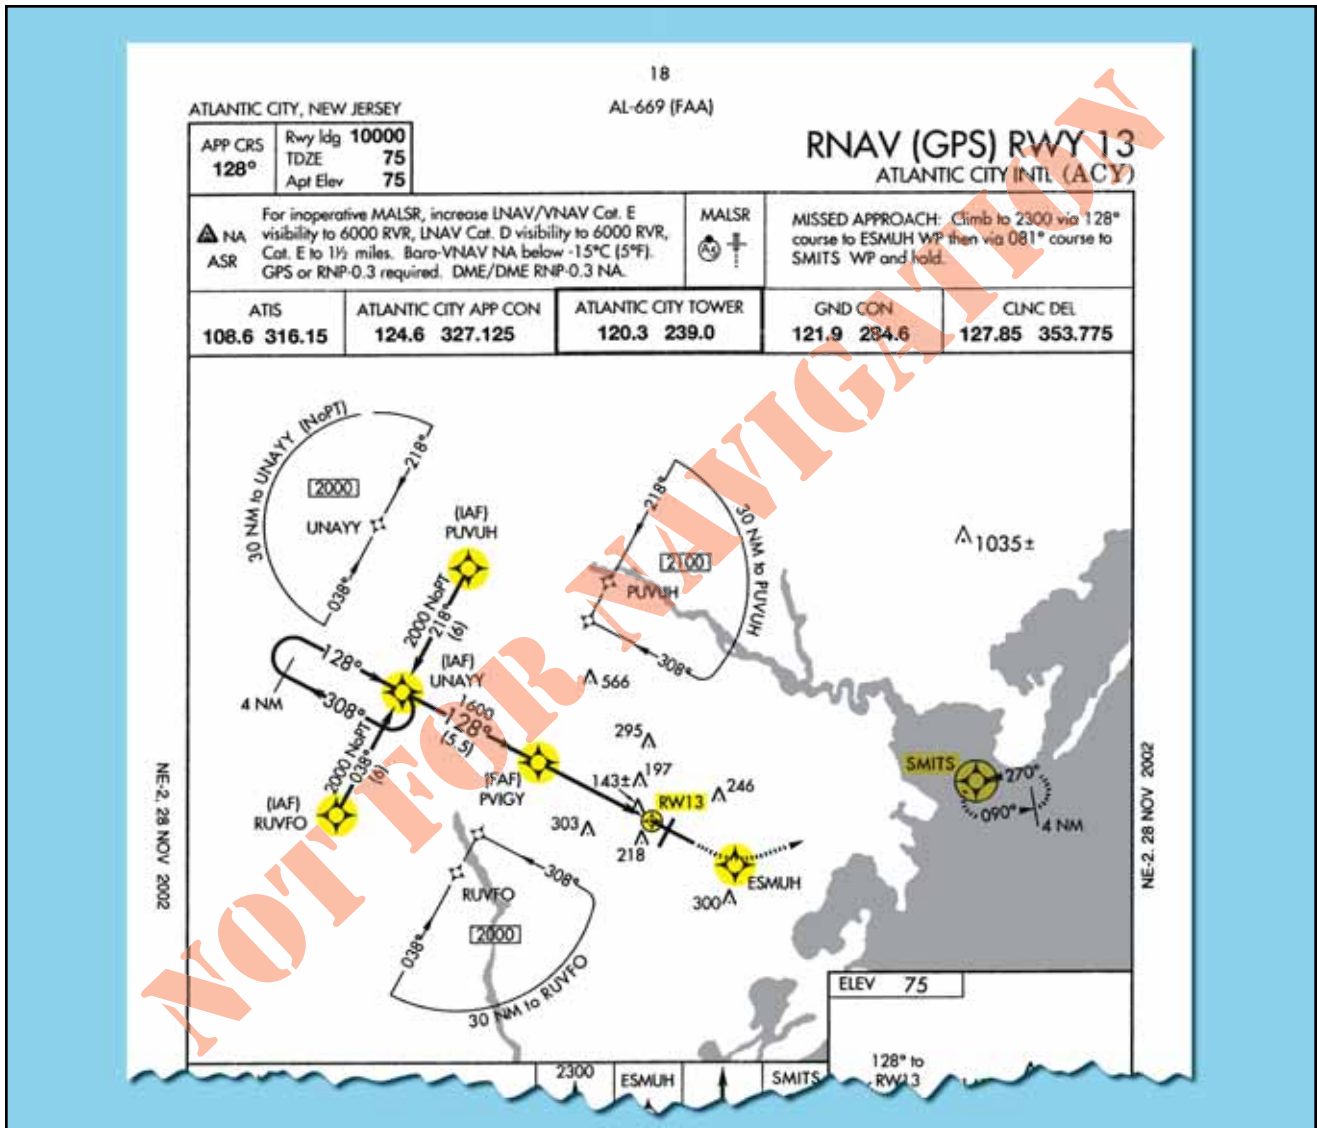 18
ATLANTIC CITY, NEW JERSEY
AL-669 (FAA)
APP CRS
128°
Rwy ldg 10000
TDZE 75
Apt Elev 75
RNAV (GPS) RWY 13
ATLANTIC CITY INTL (ACY)
A NA
ASR
For inoperative MALSR, increase LNAV/VNAV Cat. E
visibility to 6000 RVR, LNAV Cat. D visibility to 6000 RVR,
Cat. E to 1½ miles. Baro-VNAV NA below -15°C (5°F).
GPS or RNP-0.3 required. DME/DME RNP-0.3 NA.
MALSR
A5
MISSED APPROACH: Climb to 2300 via 128°
course to ESMUH WP then via 081° course to
SMITS WP and hold.
ATIS
108.6 316.15
ATLANTIC CITY APP CON
124.6 327.125
ATLANTIC CITY TOWER
120.3 239.0
GND CON
121.9 284.6
CLNC DEL
127.85 353.775
30 NM to UNAYY (NoPT)
218°
2000
UNAYY
038°
(IAF)
PUVUH
2000 NoPT
218°
(6)
218°
2100
PUVUH
30 NM to PUVUH
308°
1035±
128°
308°
4 NM
(IAF)
UNAYY
1600
128°
(5.5)
2000 NoPT
038°
(6)
(IAF)
RUVFO
(FAF)
PVIGY
566
295
197
143±
246
RW13
303
218
ESMUH
300
SMITS
270°
090°
4 NM
308°
RUVFO
038°
2000
30 NM to RUVFO
NE-2, 28 NOV 2002
NE-2, 28 NOV 2002
ELEV 75
128° to
RW13
2300
ESMUH
SMITS
NOT FOR NAVIGATION